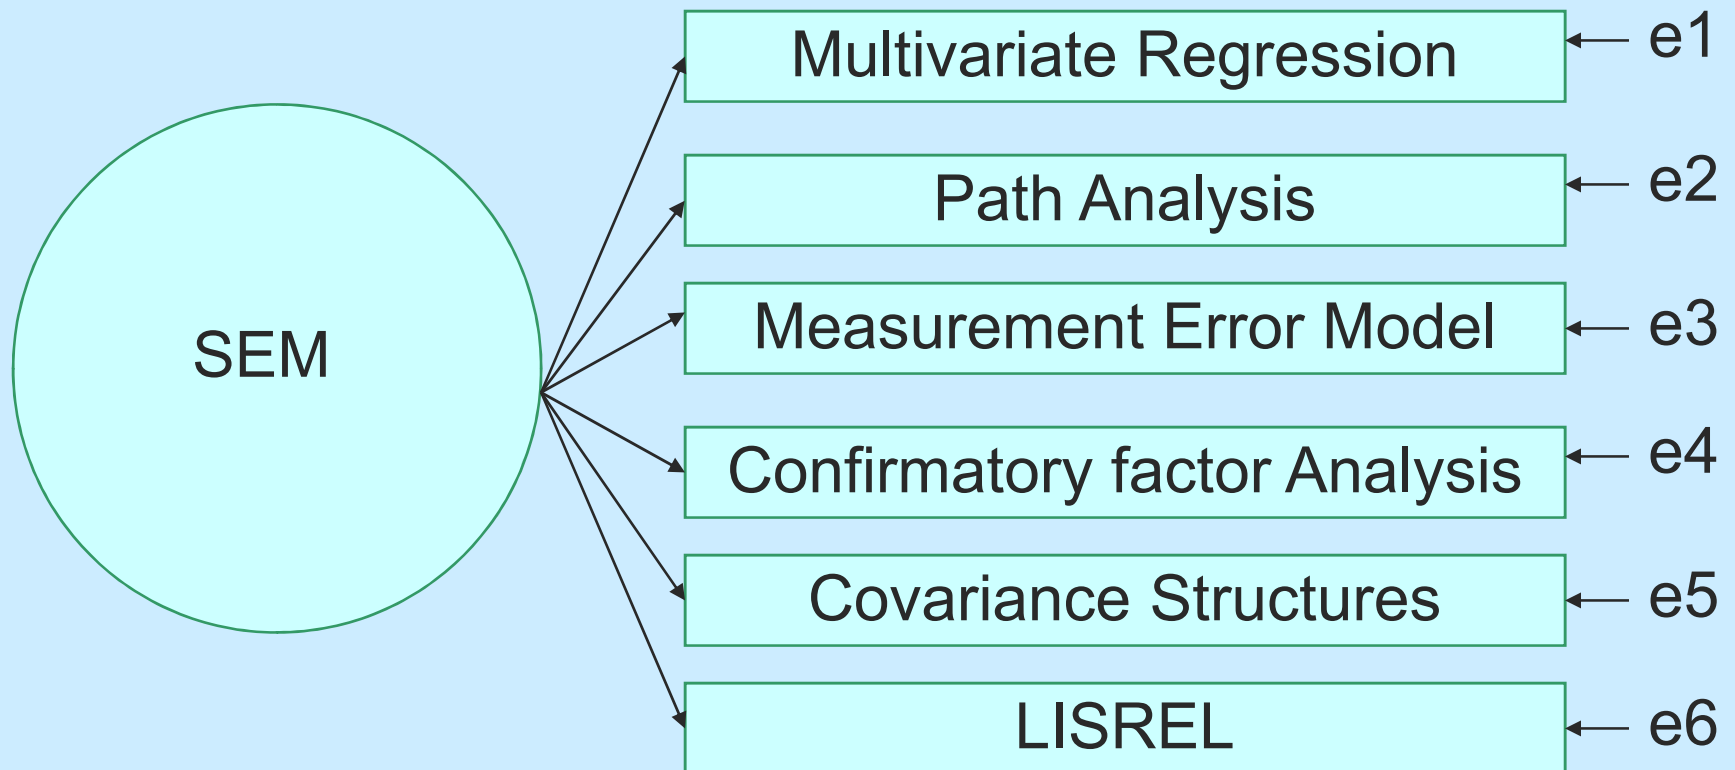 SEM
Multivariate Regression
e1
Path Analysis
e2
Measurement Error Model
e3
Confirmatory factor Analysis
e4
Covariance Structures
e5
LISREL
e6